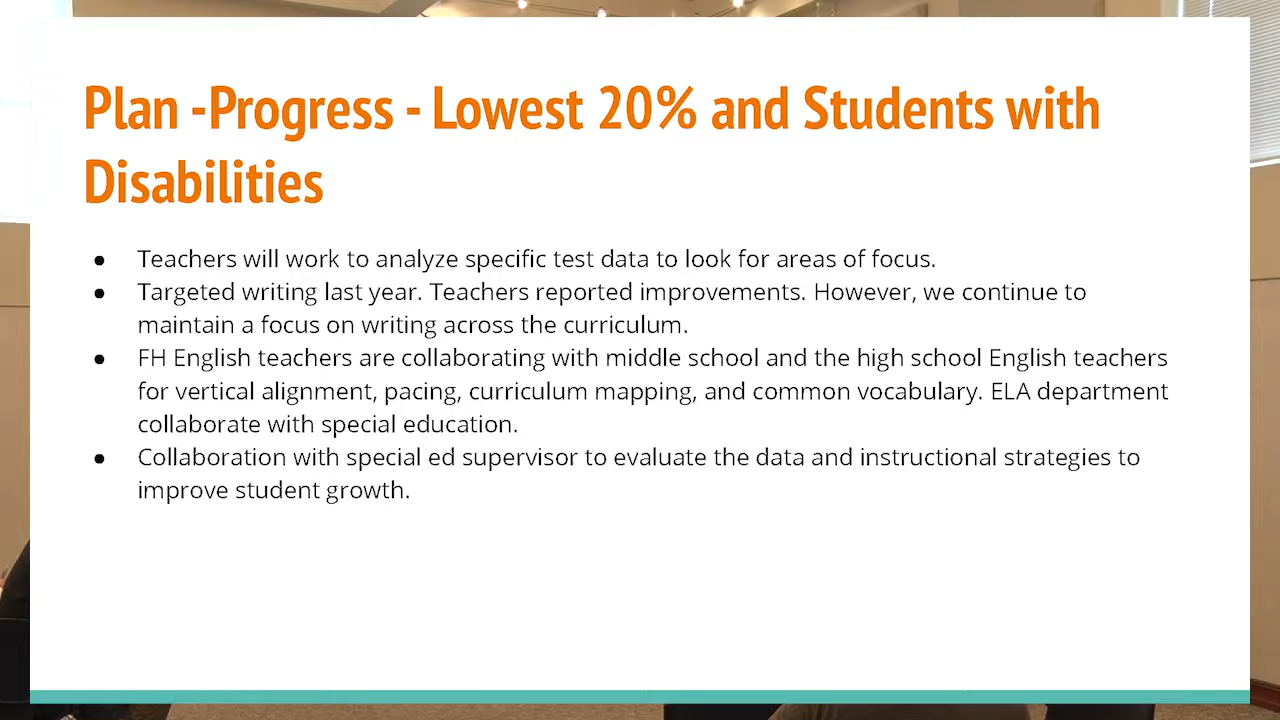 Plan -Progress - Lowest 20% and Students with
Disabilities
● Teachers will work to analyze specific test data to look for areas of focus.
● Targeted writing last year. Teachers reported improvements. However, we continue to
maintain a focus on writing across the curriculum.
● FH English teachers are collaborating with middle school and the high school English teachers
for vertical alignment, pacing, curriculum mapping, and common vocabulary. ELA department
collaborate with special education.
● Collaboration with special ed supervisor to evaluate the data and instructional strategies to
improve student growth.